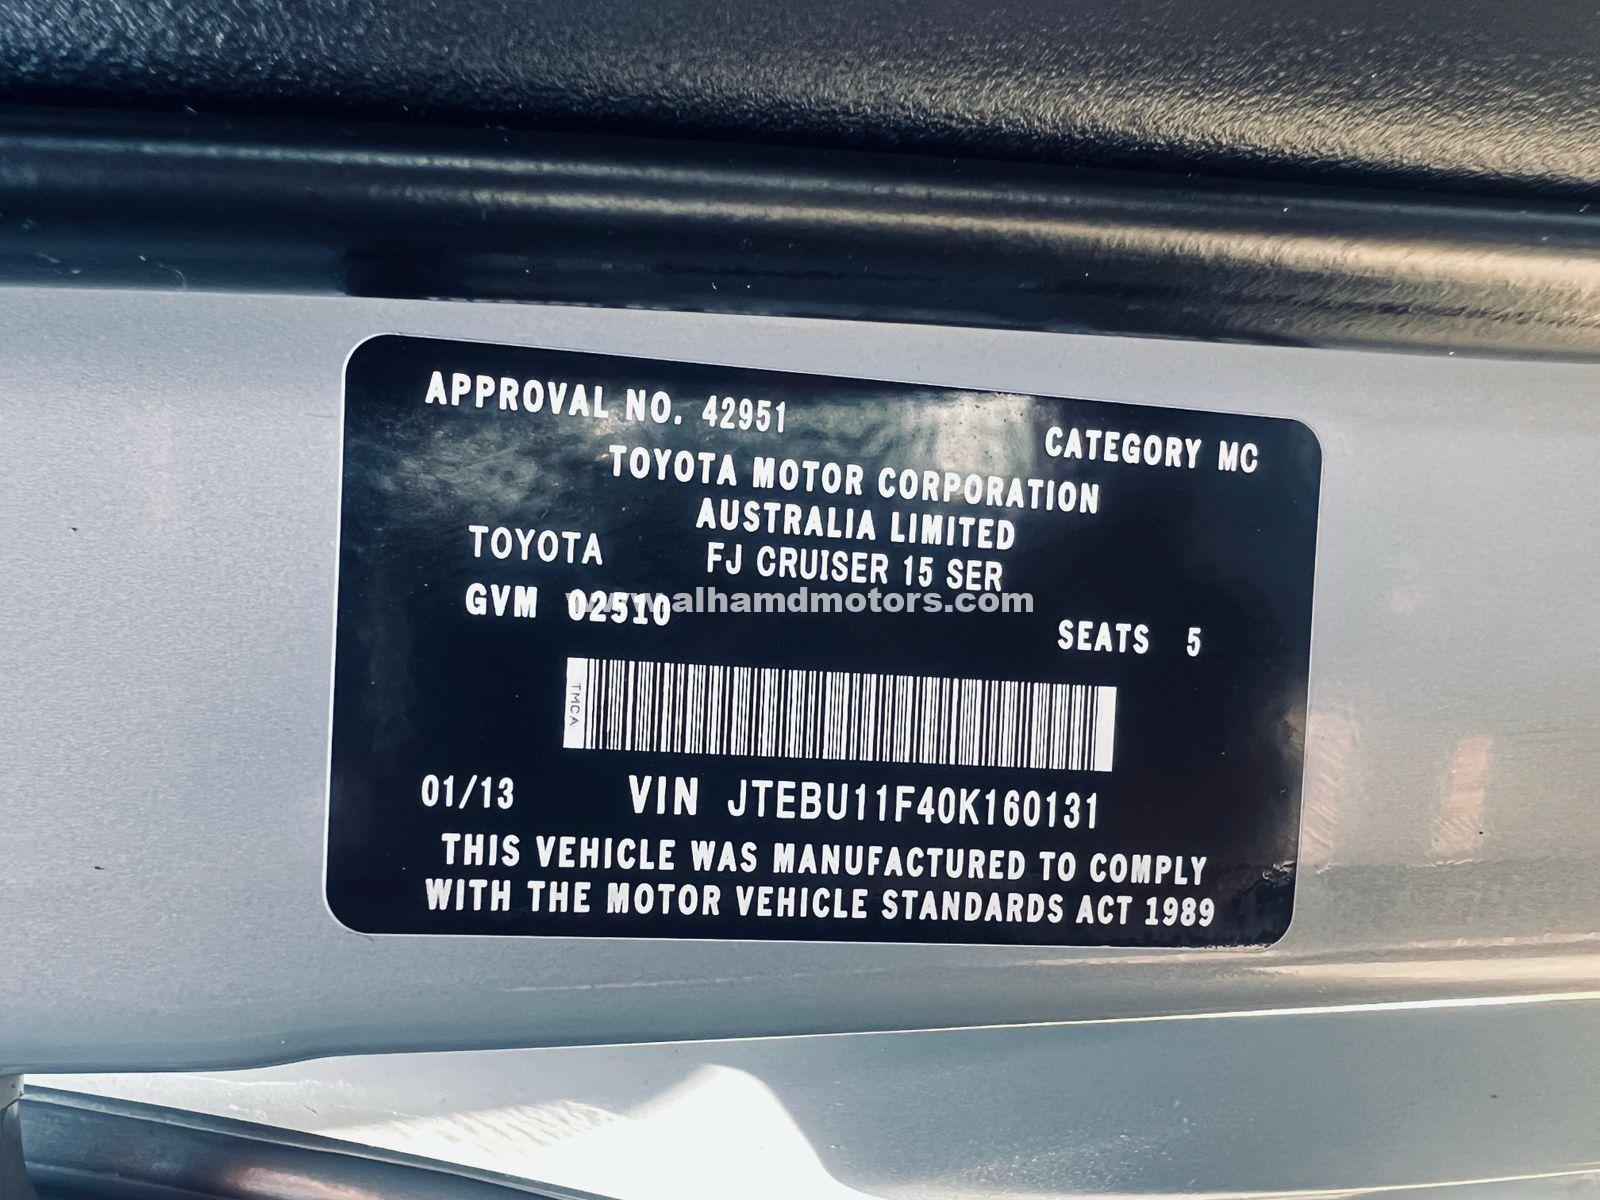 APPROVAL NO. 42951
CATEGORY MC
TOYOTA MOTOR CORPORATION
AUSTRALIA LIMITED
TOYOTA FJ CRUISER 15 SER
GVM 02510
www.alhamdmotors.com
SEATS 5
TMCA
01/13 VIN JTEBU11F40K160131
THIS VEHICLE WAS MANUFACTURED TO COMPLY
WITH THE MOTOR VEHICLE STANDARDS ACT 1989